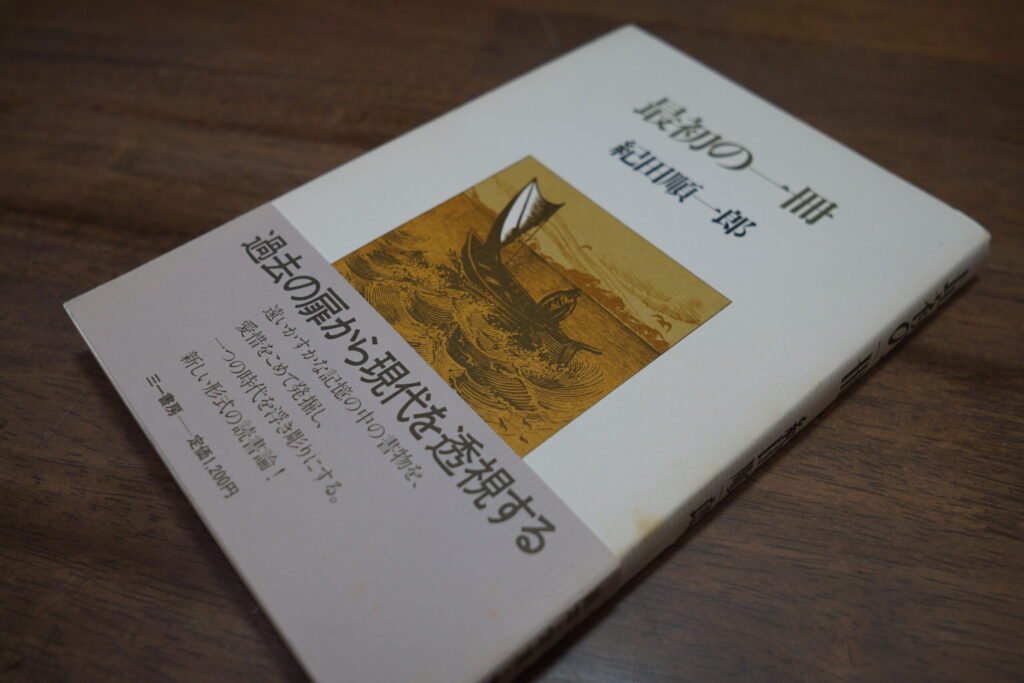 最初の一冊
紀田順一郎
過去の扉から現代を透視する
遠いかすかな記憶の中の書物を、
愛惜をこめて発掘し、
一つの時代を浮き彫りにする。
新しい形式の読書論！
三一書房──定価1,200円